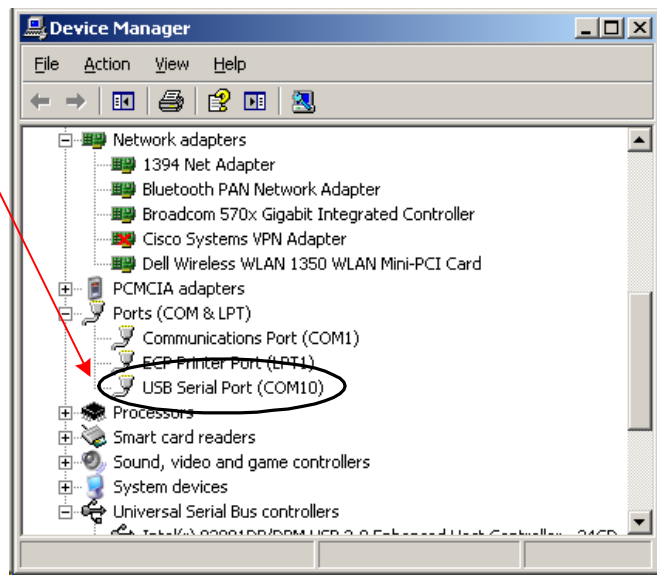 Device Manager
File Action View Help
Network adapters
1394 Net Adapter
Bluetooth PAN Network Adapter
Broadcom 570x Gigabit Integrated Controller
Cisco Systems VPN Adapter
Dell Wireless WLAN 1350 WLAN Mini-PCI Card
PCMCIA adapters
Ports (COM & LPT)
Communications Port (COM1)
ECP Printer Port (LPT1)
USB Serial Port (COM10)
Processors
Smart card readers
Sound, video and game controllers
System devices
Universal Serial Bus controllers